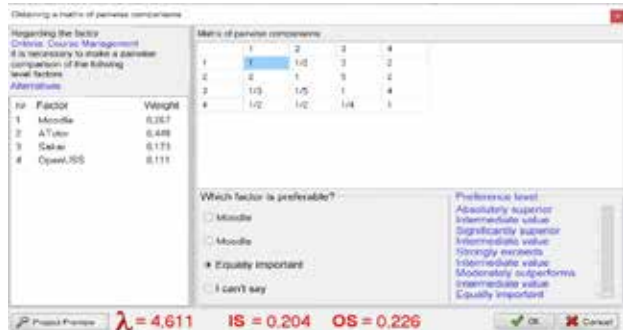 Obtaining a matrix of pairwise comparisons
Regarding the factor
Criteria: Course Management
it is necessary to make a pairwise
comparison of the following
level factors
Alternatives
№ Factor Weight
1 Moodle 0,267
2 ATutor 0,449
3 Sakai 0,173
4 OpenUSS 0,111
Matrix of pairwise comparisons
1 2 3 4
1 1 1/2 3 2
2 2 1 5 2
3 1/3 1/5 1 4
4 1/2 1/2 1/4 1
Which factor is preferable?
Moodle
Moodle
Equally important
I can't say
Preference level
Absolutely superior
Intermediate value
Significantly superior
Intermediate value
Strongly exceeds
Intermediate value
Moderately outperforms
Intermediate value
Equally important
Project Preview
λ = 4,611 IS = 0.204 OS = 0.226
OK
Cancel